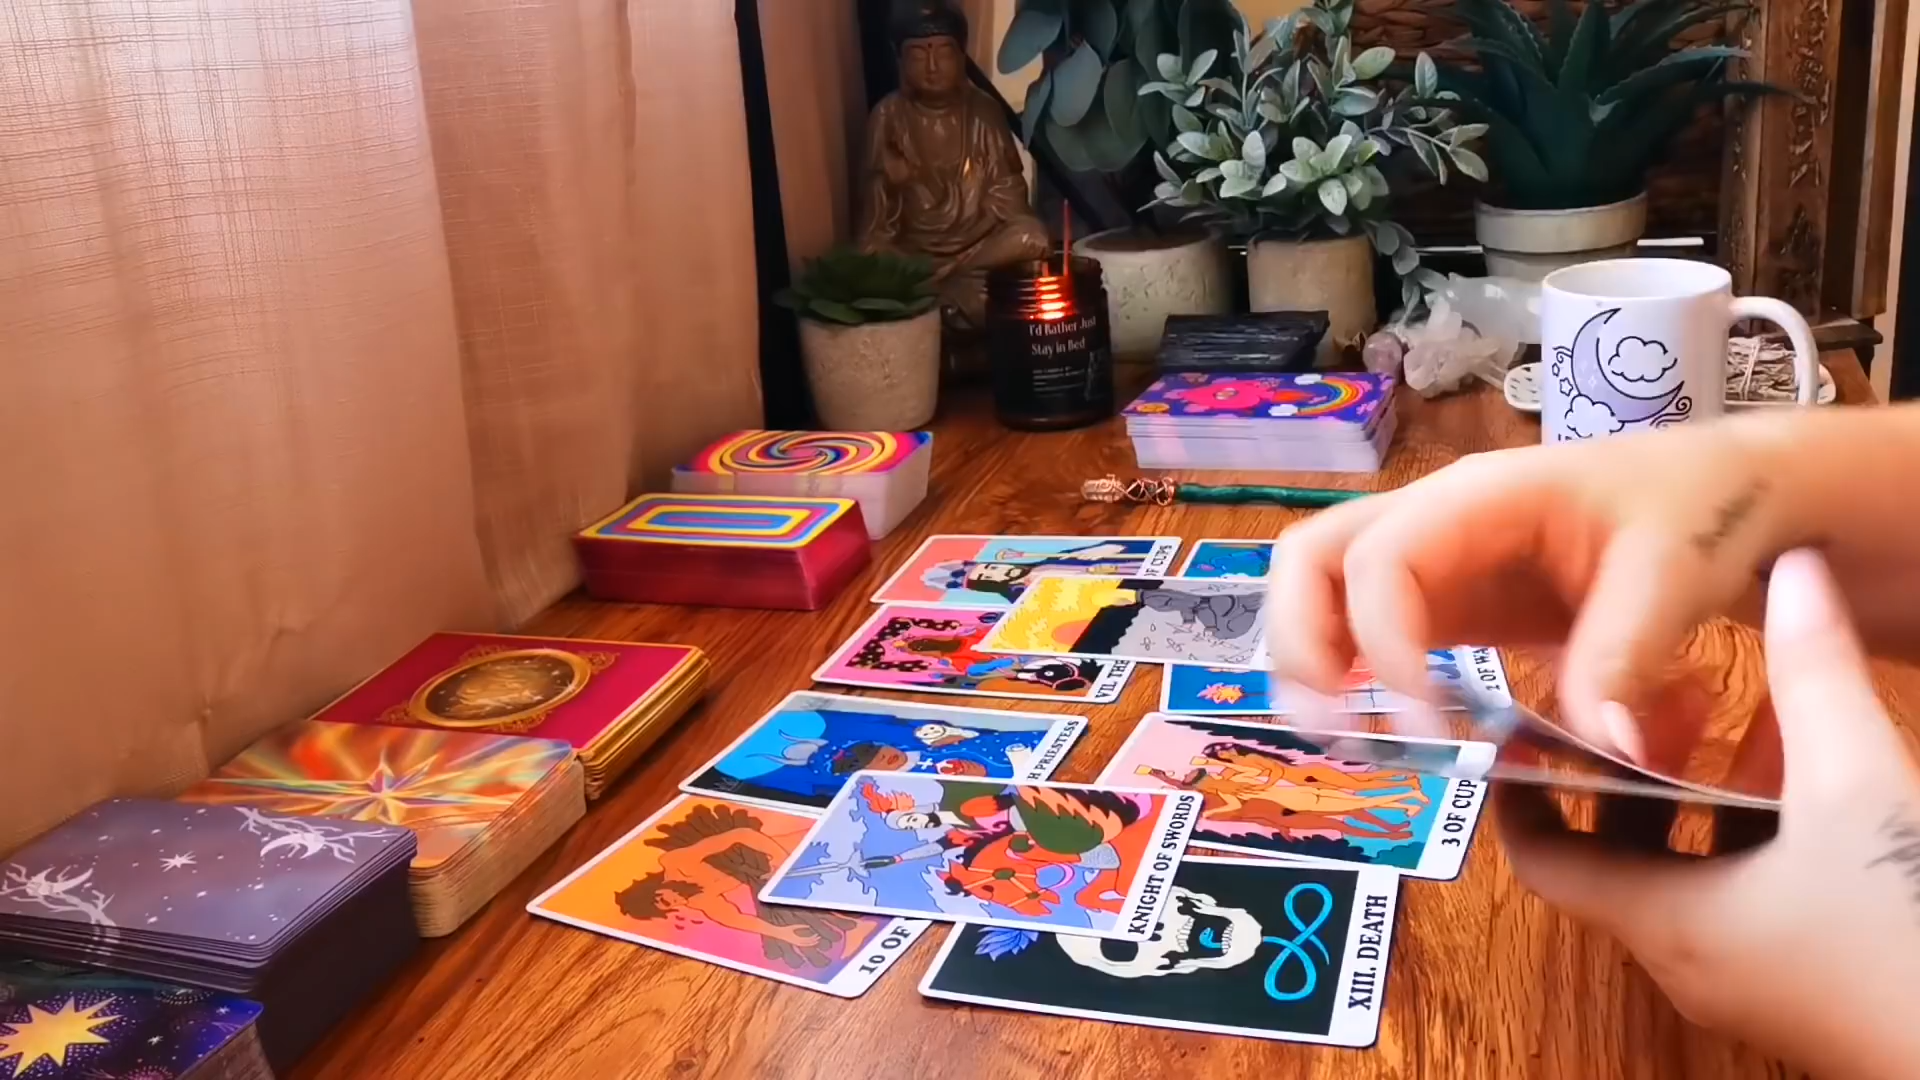 I'd Rather Just
Stay in Bed
OF CUPS
VII. THE
2 OF WA
H PRIESTESS
3 OF CUP
KNIGHT OF SWORDS
10 OF
XIII. DEATH